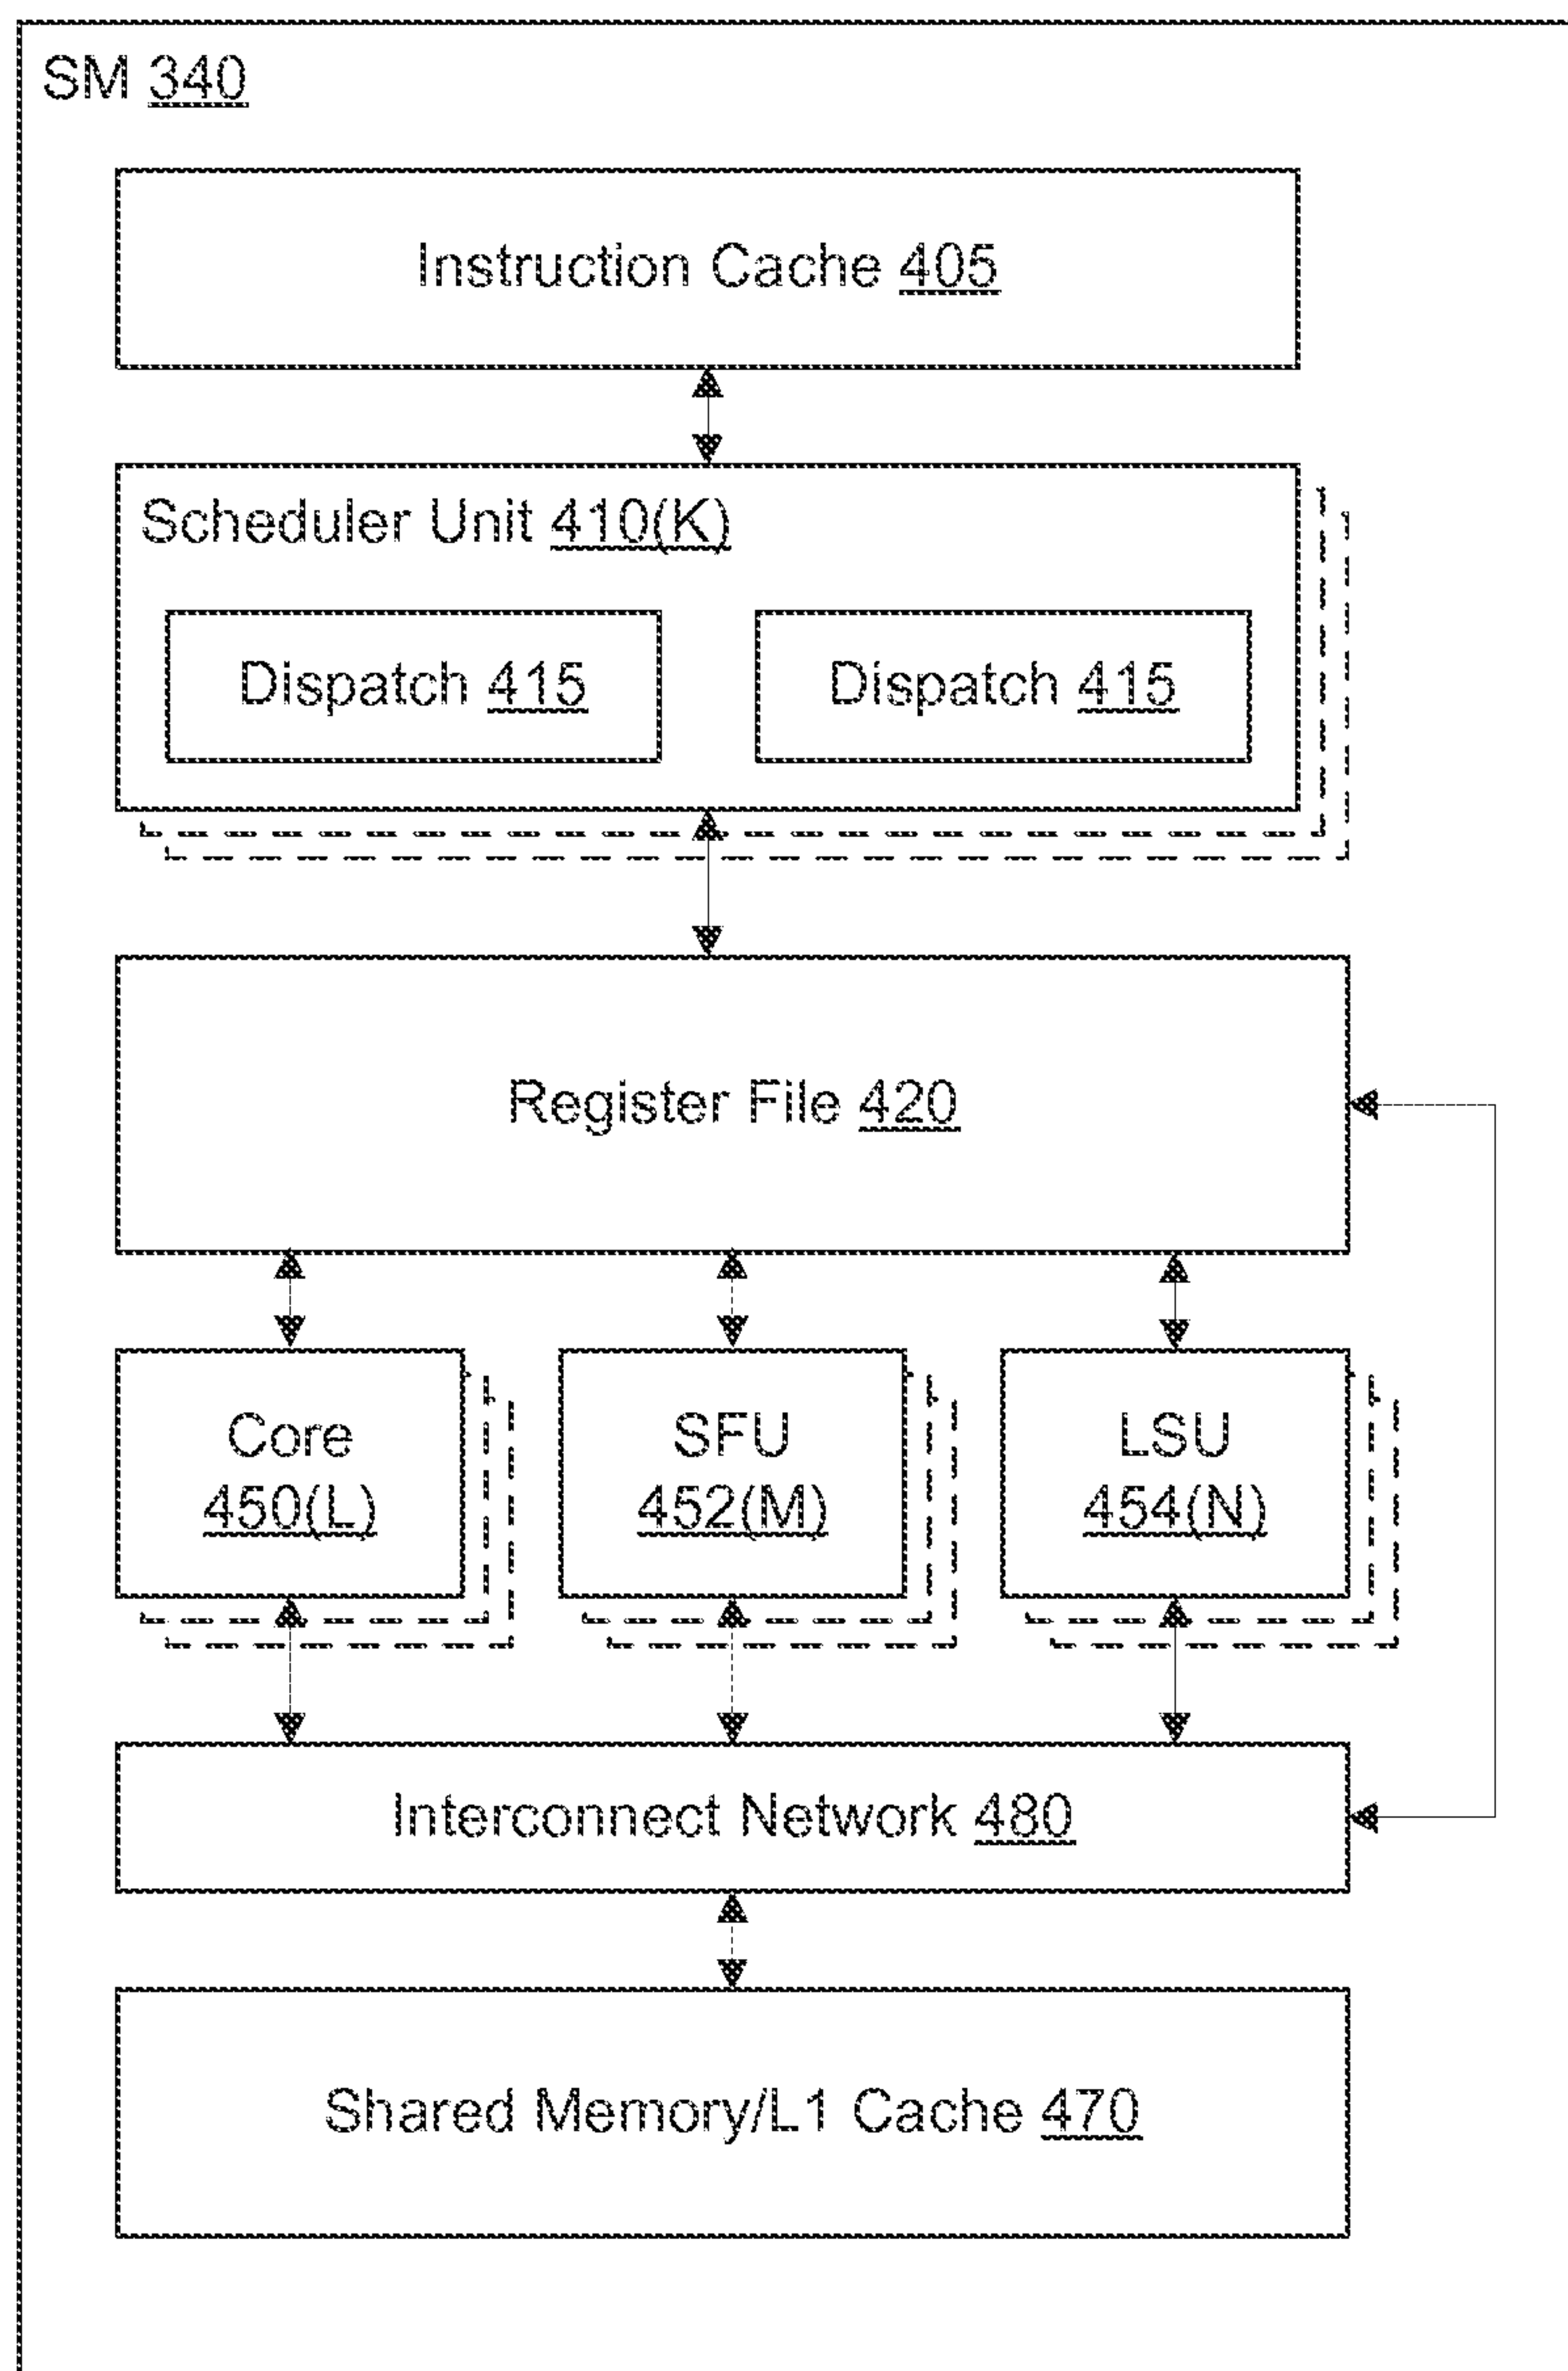 SM 340
Instruction Cache 405
Scheduler Unit 410(K)
Dispatch 415
Dispatch 415
Register File 420
Core
450(L)
SFU
452(M)
LSU
454(N)
Interconnect Network 480
Shared Memory/L1 Cache 470